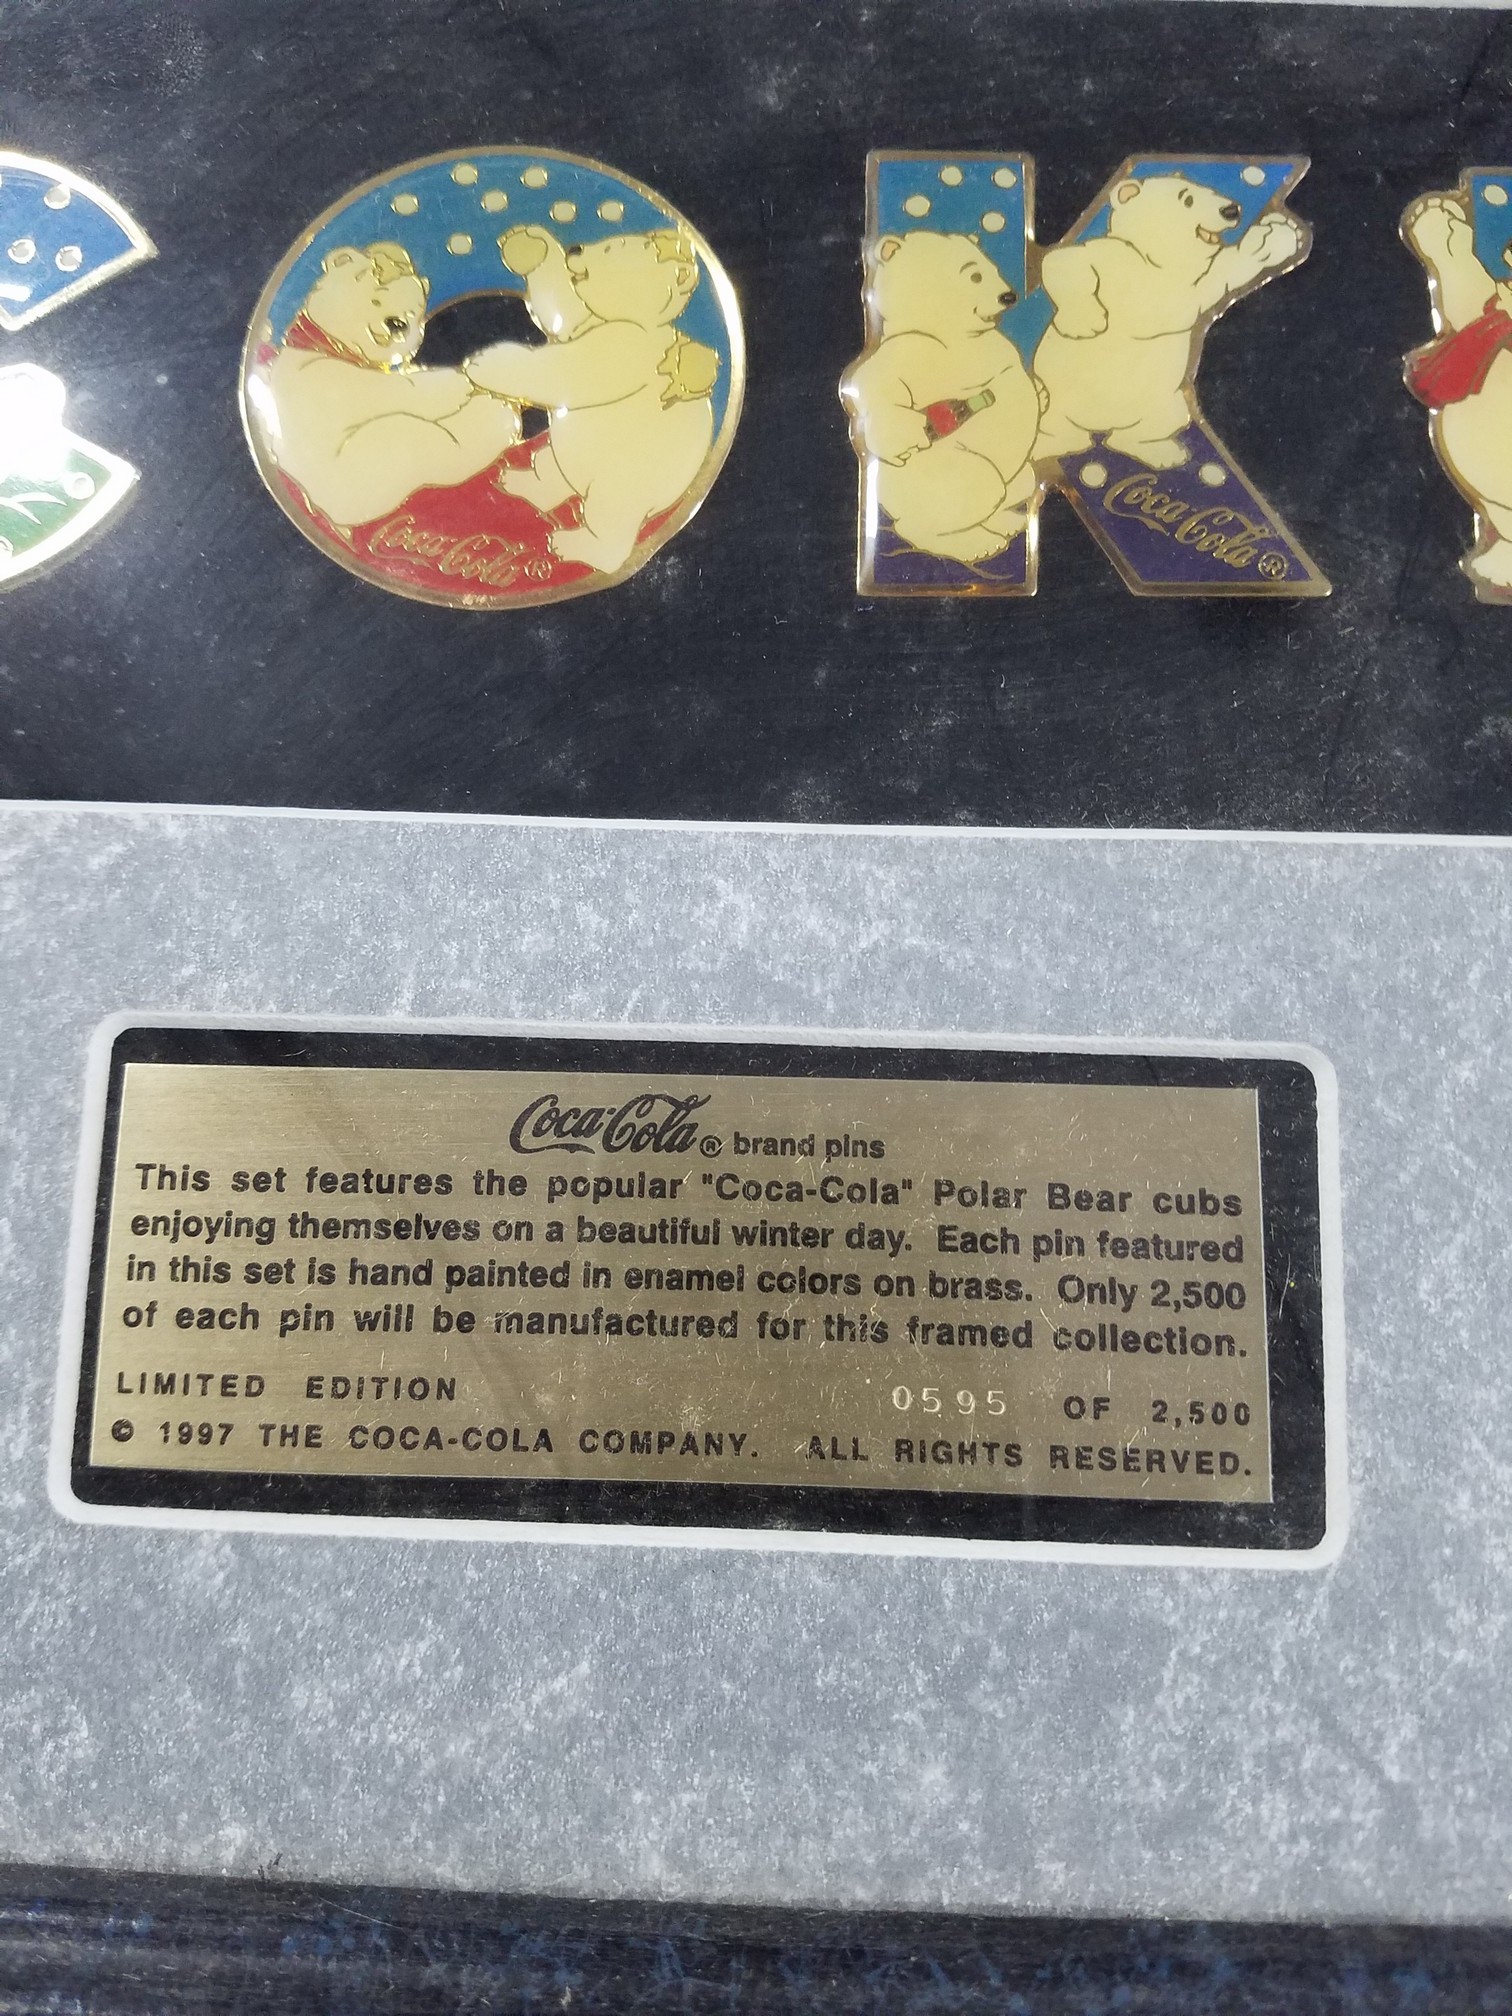 C O K
Coca-Cola ®
Coca-Cola ®
Coca-Cola ® brand pins
This set features the popular "Coca-Cola" Polar Bear cubs
enjoying themselves on a beautiful winter day. Each pin featured
in this set is hand painted in enamel colors on brass. Only 2,500
of each pin will be manufactured for this framed collection.
LIMITED EDITION 0595 OF 2,500
© 1997 THE COCA-COLA COMPANY. ALL RIGHTS RESERVED.